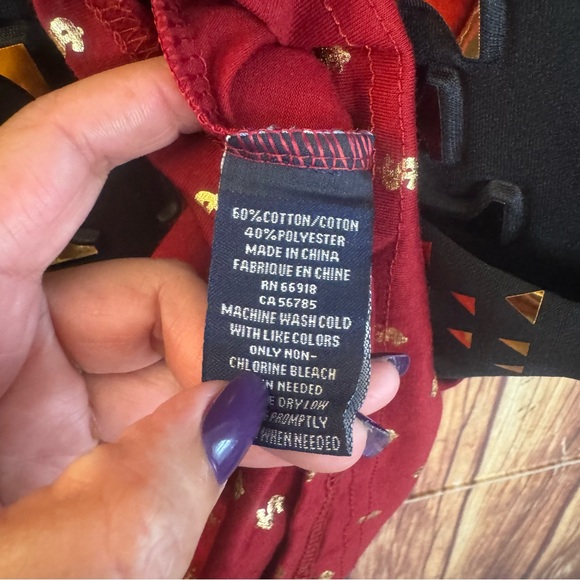 60%COTTON/COTON
40%POLYESTER
MADE IN CHINA
FABRIQUE EN CHINE
RN 66918
CA 56785
MACHINE WASH COLD
WITH LIKE COLORS
ONLY NON-
CHLORINE BLEACH
NEEDED
DRY LOW
WHEN NEEDED